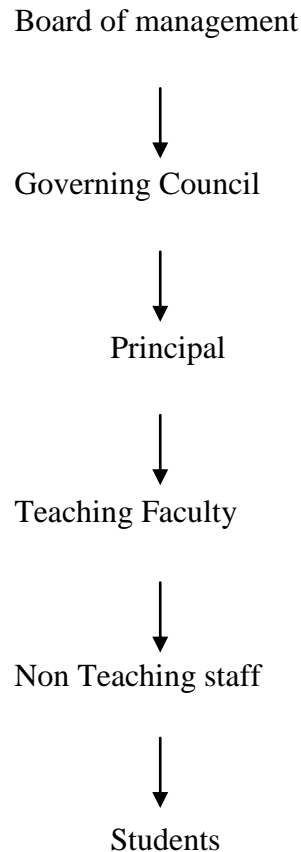 Board of management
Governing Council
Principal
Teaching Faculty
Non Teaching staff
Students